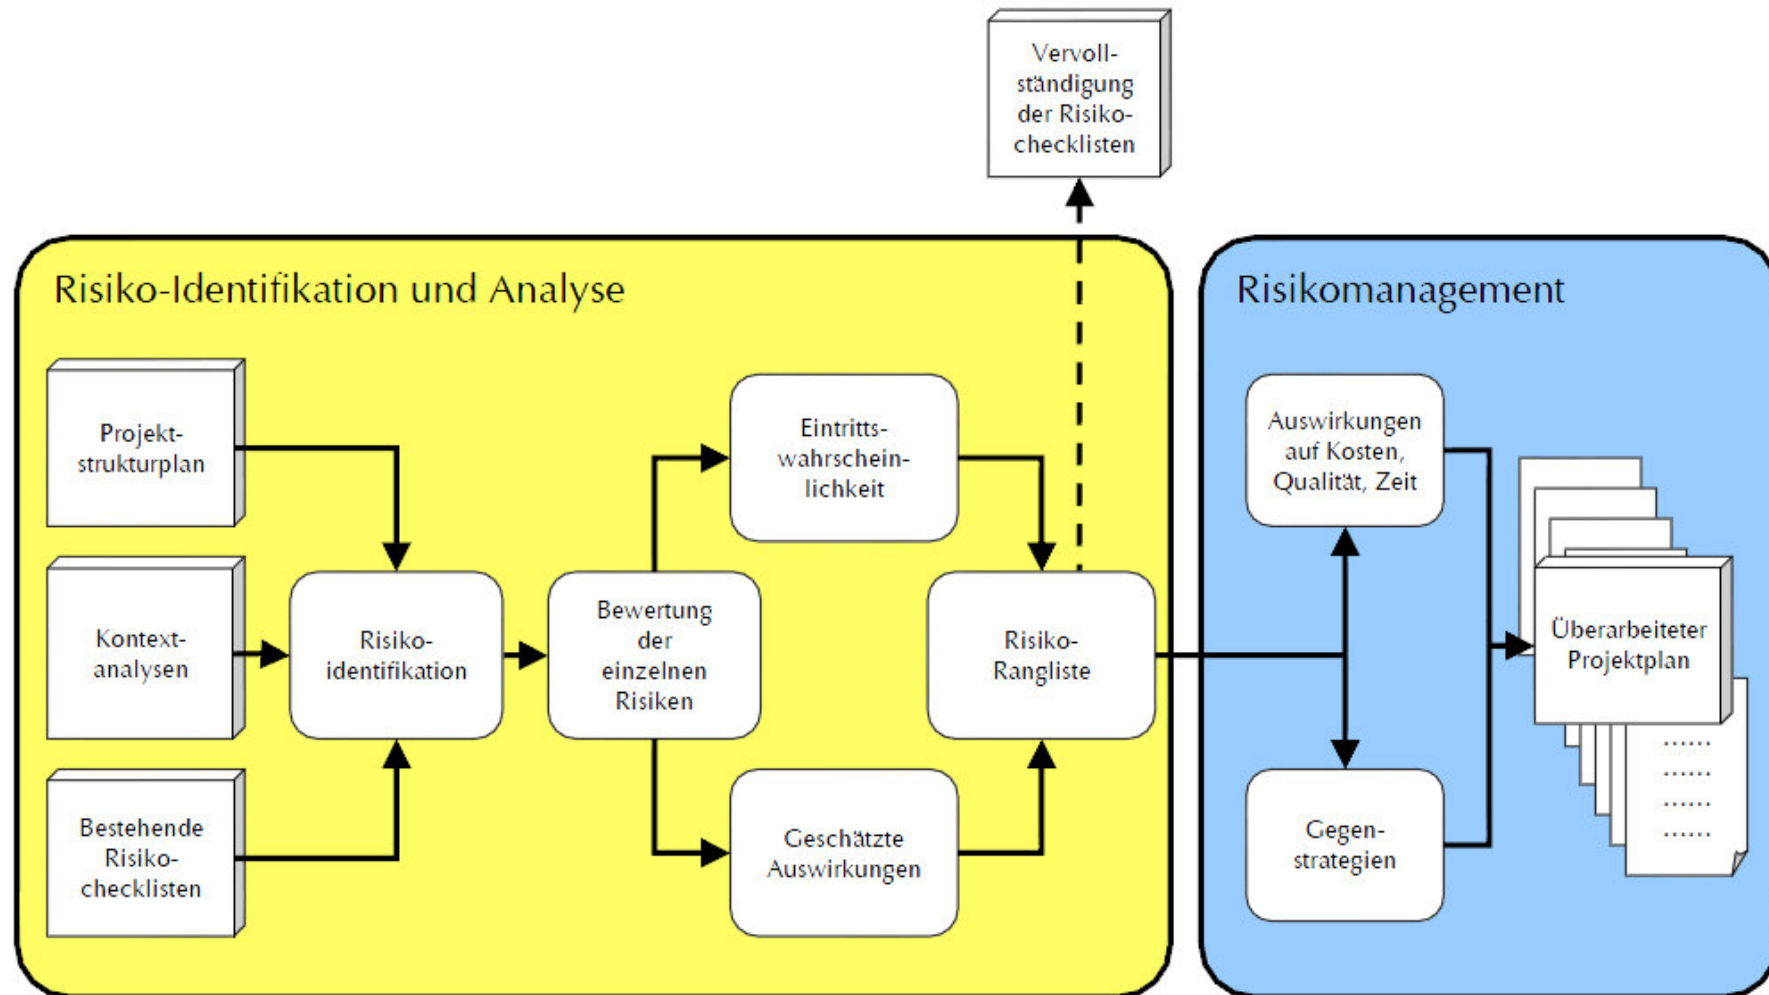 Vervoll-
ständigung
der Risiko-
checklisten
Risiko-Identifikation und Analyse
Projekt-
strukturplan
Kontext-
analysen
Bestehende
Risiko-
checklisten
Risiko-
identifikation
Bewertung
der
einzelnen
Risiken
Eintritts-
wahrschein-
lichkeit
Geschätzte
Auswirkungen
Risiko-
Rangliste
Risikomanagement
Auswirkungen
auf Kosten,
Qualität, Zeit
Gegen-
strategien
Überarbeiteter
Projektplan
......
......
......
......